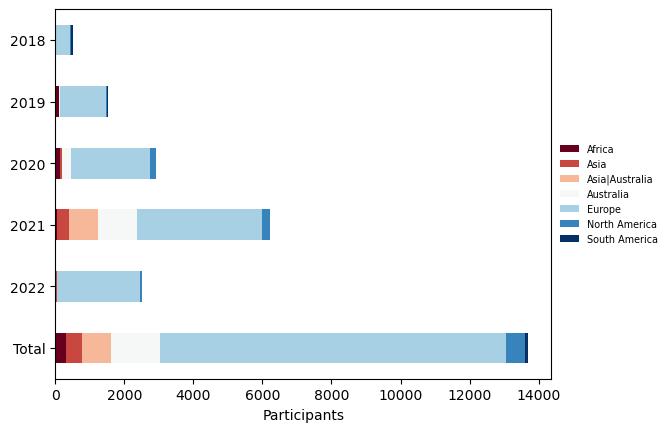 2018
2019
2020
2021
2022
Total
0 2000 4000 6000 8000 10000 12000 14000
Participants
Africa
Asia
Asia|Australia
Australia
Europe
North America
South America